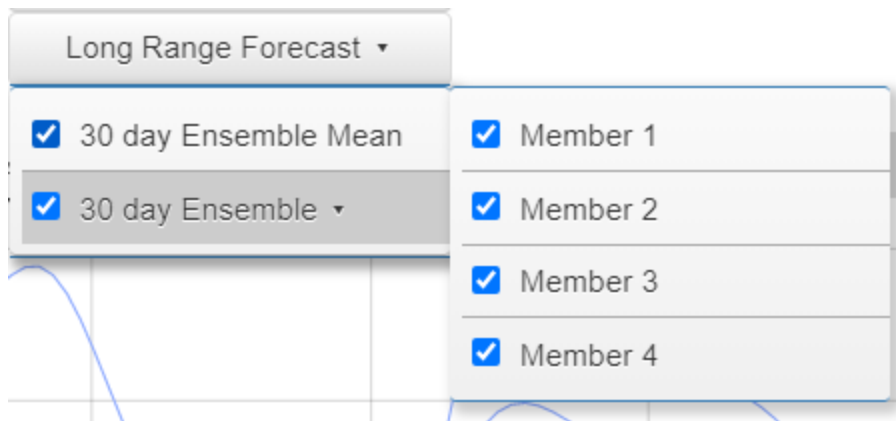 Long Range Forecast ▾
30 day Ensemble Mean
30 day Ensemble ▾
Member 1
Member 2
Member 3
Member 4